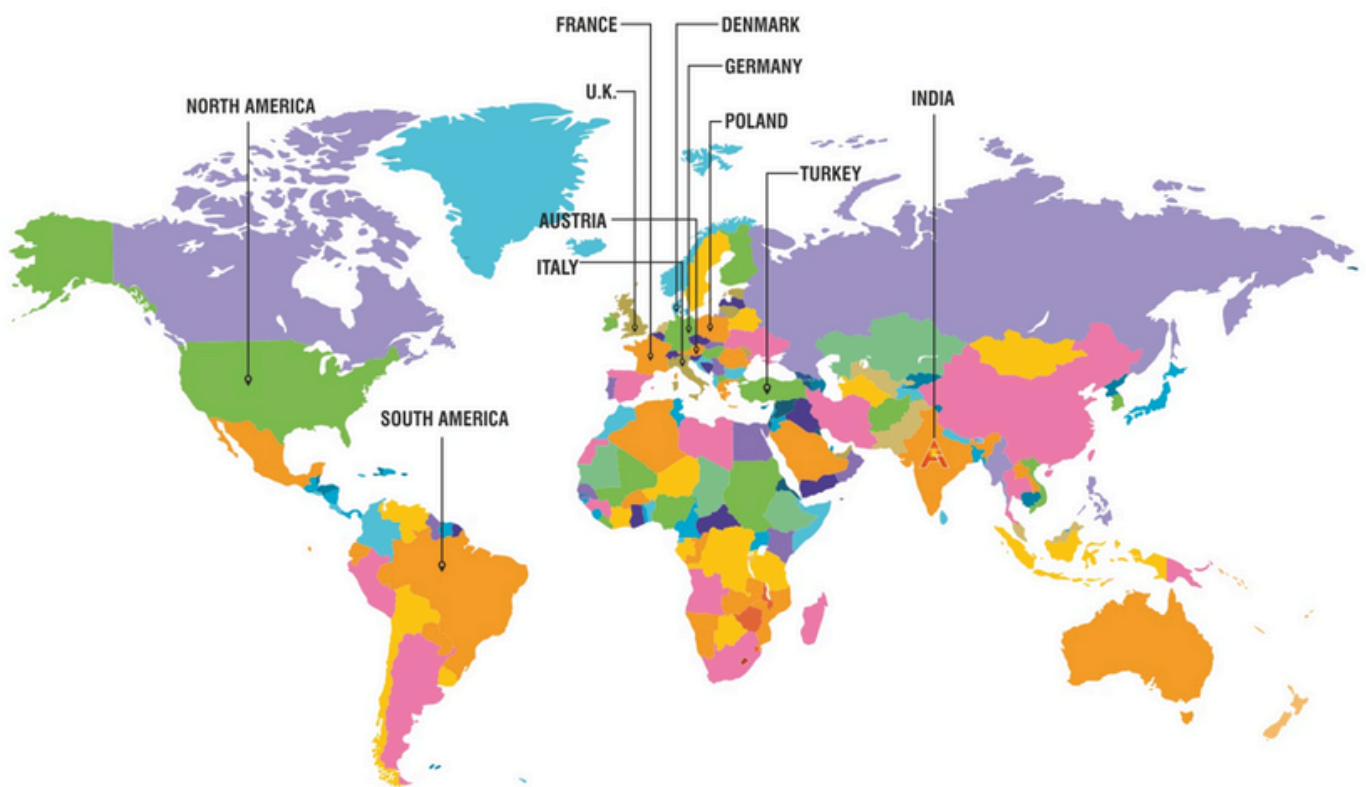 FRANCE
DENMARK
GERMANY
U.K.
INDIA
NORTH AMERICA
POLAND
TURKEY
AUSTRIA
ITALY
SOUTH AMERICA